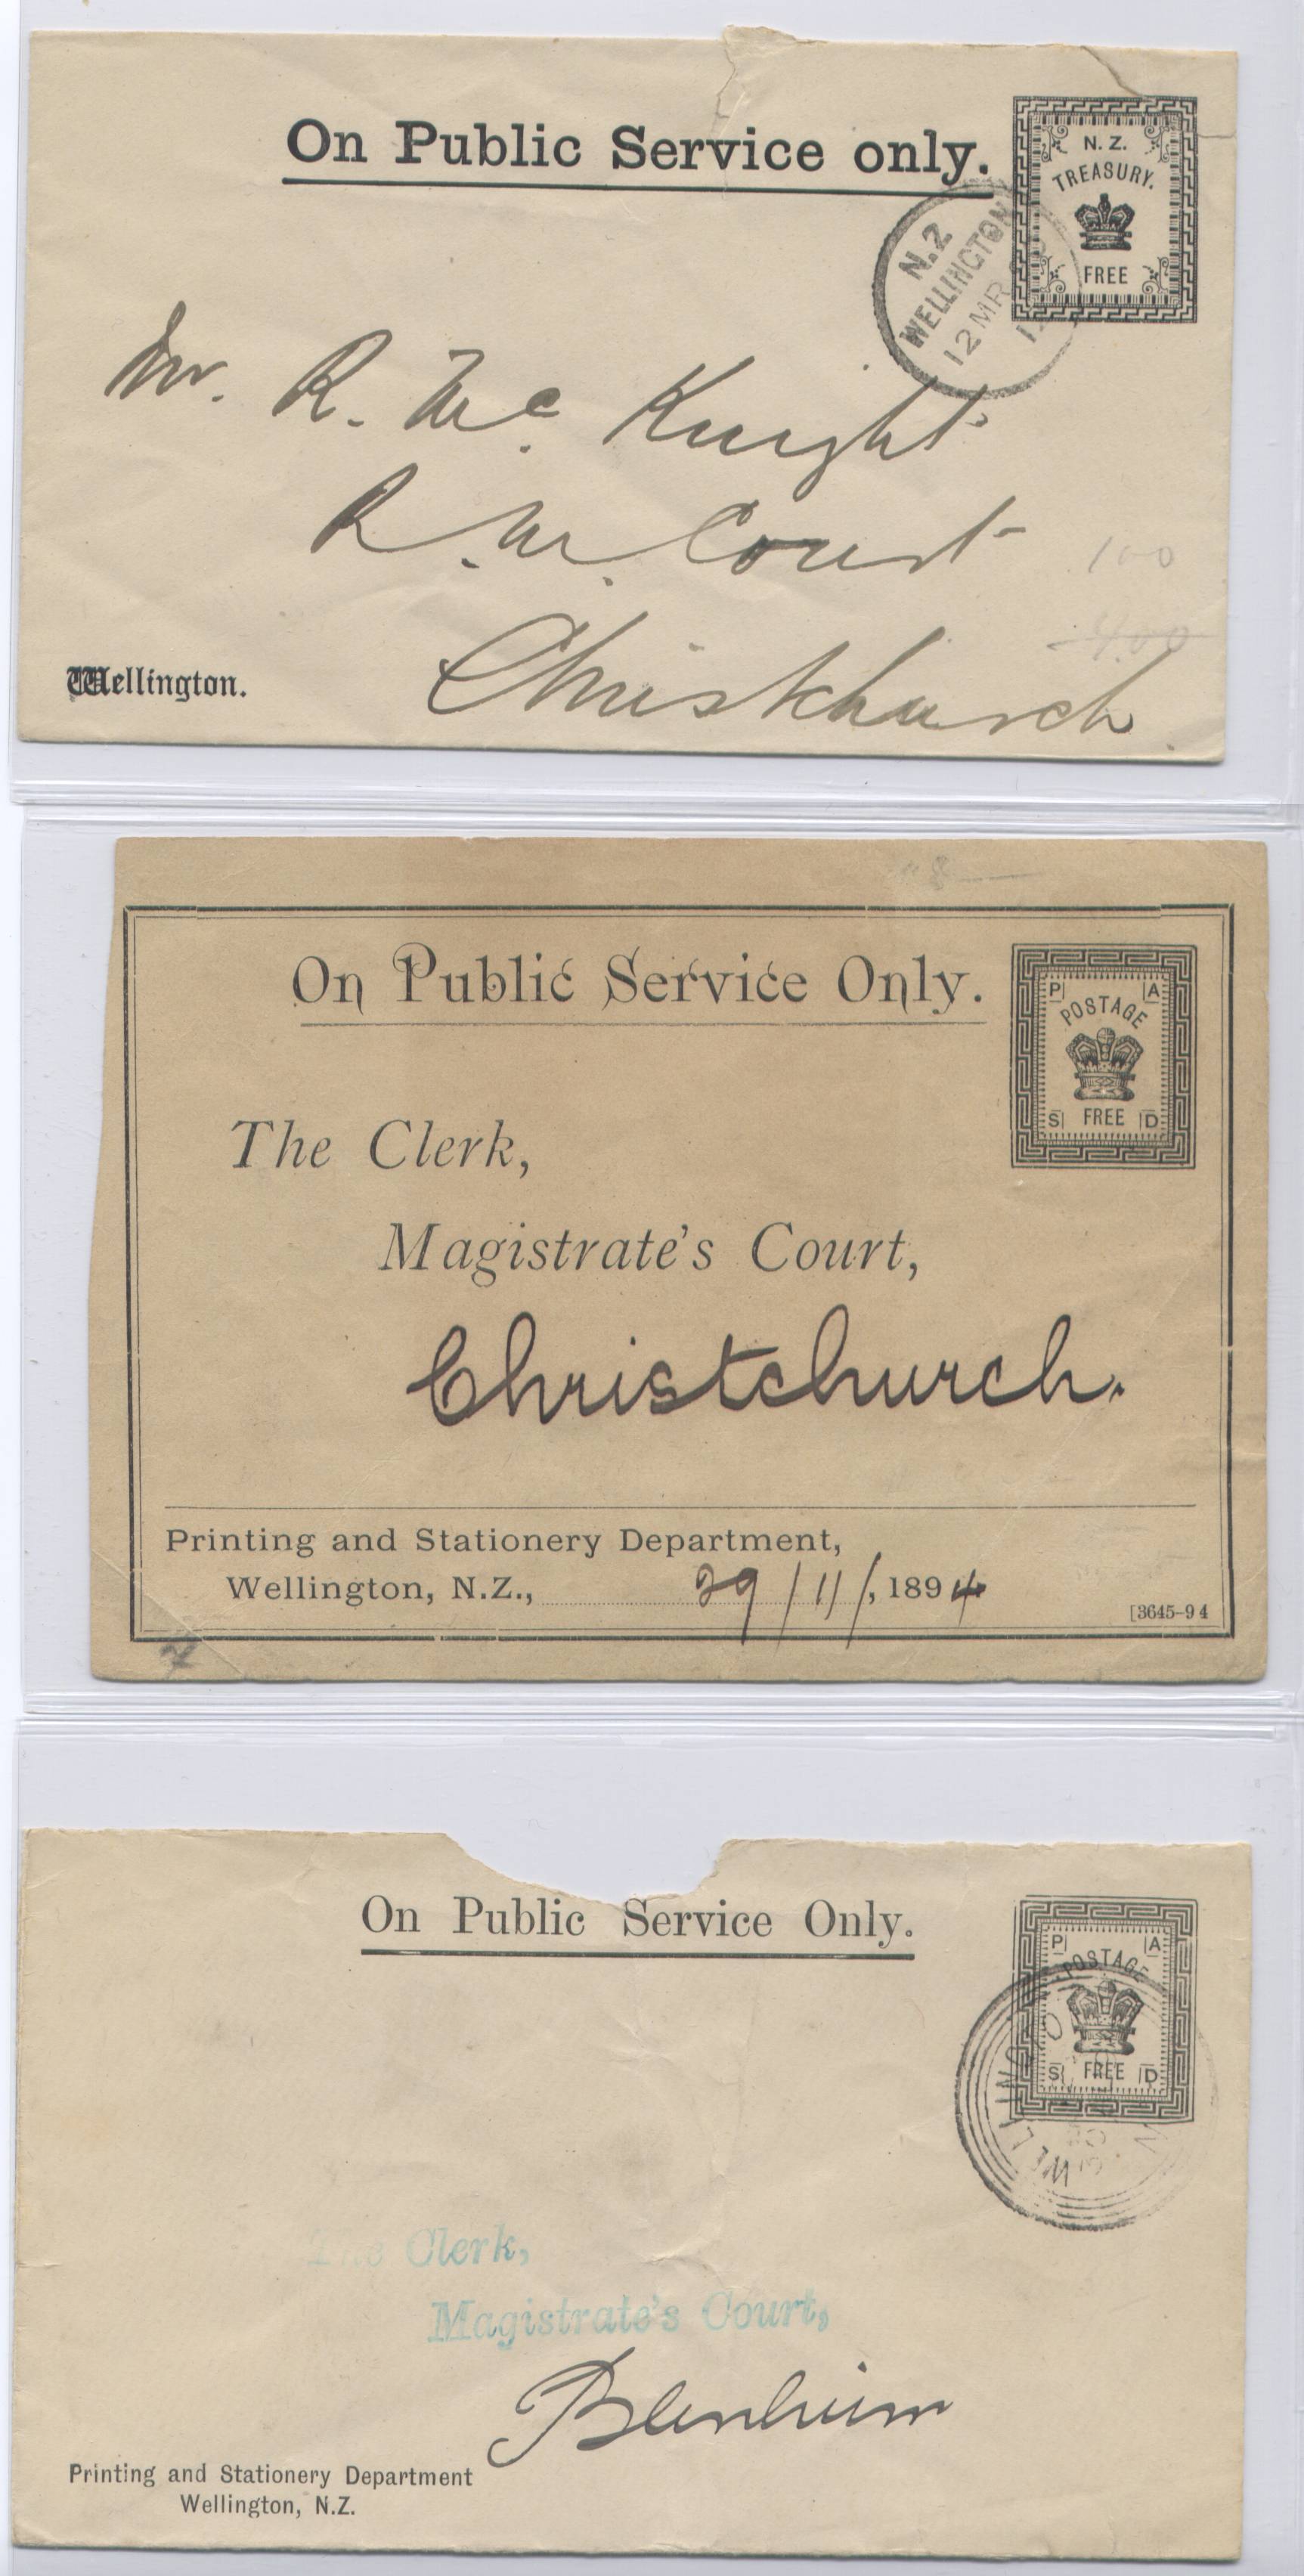 On Public Service only.
N. Z.
TREASURY.
FREE
N.Z
WELLINGTON
12 MR
Mr. R. McKnight
R. M. Court
Christchurch
100
400
Wellington.
On Public Service Only.
P A
POSTAGE
S FREE D
The Clerk,
Magistrate's Court,
Christchurch.
Printing and Stationery Department,
Wellington, N.Z., 29/11/, 1894
[3645-94
On Public Service Only.
P A
POSTAGE
S FREE D
WELLINGTO
The Clerk,
Magistrate's Court,
Blenheim
Printing and Stationery Department
Wellington, N.Z.